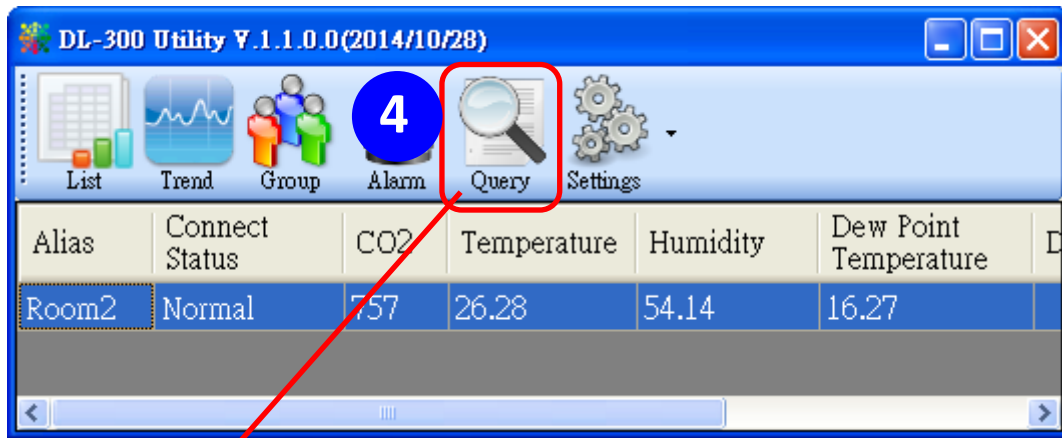 DL-300 Utility V.1.1.0.0(2014/10/28)
4
List Trend Group Alarm Query Settings
Alias Connect Status CO2 Temperature Humidity Dew Point Temperature D
Room2 Normal 757 26.28 54.14 16.27